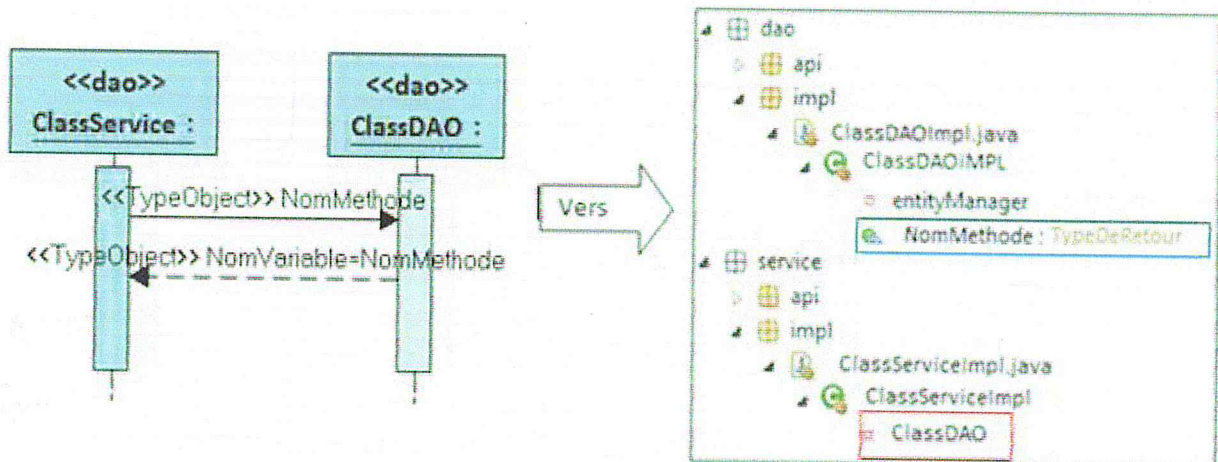 <<dao>>
ClassService :
<<dao>>
ClassDAO :
<<TypeObject>> NomMethode
<<TypeObject>> NomVariable=NomMethode
Vers
dao
api
impl
ClassDAOImpl.java
ClassDAOiMPL
entityManager
NomMethode : TypeDeRetour
service
api
impl
ClassServiceImpl.java
ClassServiceImpl
ClassDAO